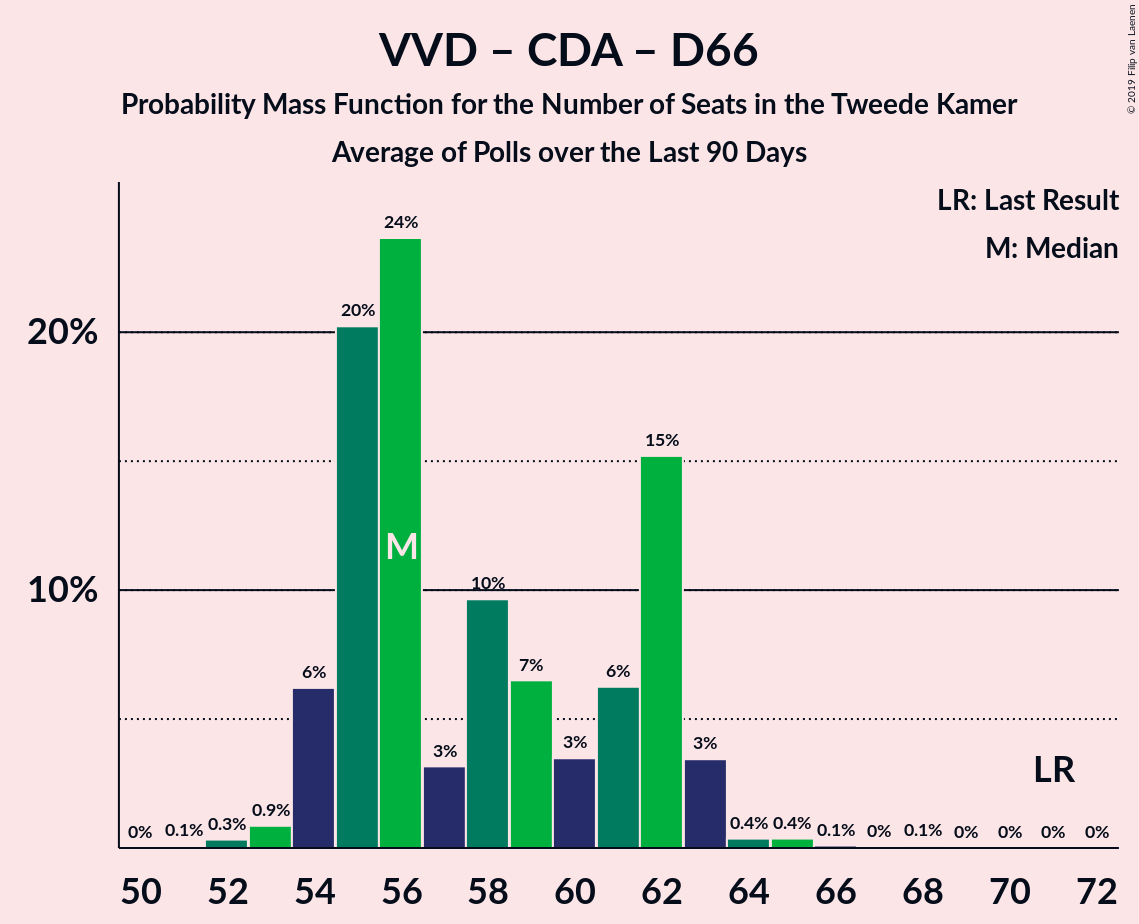 VVD – CDA – D66
Probability Mass Function for the Number of Seats in the Tweede Kamer
Average of Polls over the Last 90 Days
© 2019 Filip van Laenen
LR: Last Result
M: Median
20%
10%
0%
0.1%
0.3%
0.9%
6%
20%
24%
3%
10%
7%
3%
6%
15%
3%
0.4%
0.4%
0.1%
0%
0.1%
0%
0%
0%
0%
M
LR
50 52 54 56 58 60 62 64 66 68 70 72